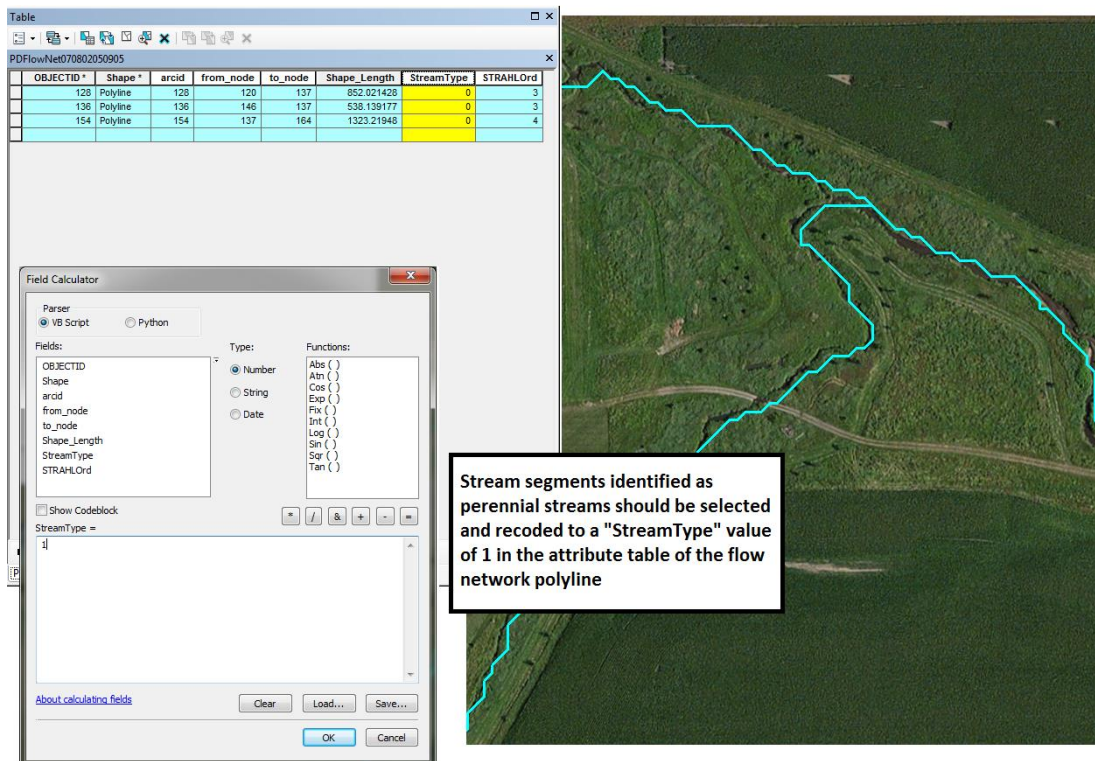 Table
PDFlowNet070802050905
OBJECTID * Shape * arcid from_node to_node Shape_Length StreamType STRAHLOrd
128 Polyline 128 120 137 852.021428 0 3
136 Polyline 136 146 137 538.139177 0 3
154 Polyline 154 137 164 1323.21948 0 4
Field Calculator
Parser
VB Script Python
Fields:
OBJECTID
Shape
arcid
from_node
to_node
Shape_Length
StreamType
STRAHLOrd
Type:
Number
String
Date
Functions:
Abs ( )
Atn ( )
Cos ( )
Exp ( )
Fix ( )
Int ( )
Log ( )
Sin ( )
Sqr ( )
Tan ( )
Show Codeblock
* / & + - =
StreamType =
1
About calculating fields
Clear Load... Save...
OK Cancel
Stream segments identified as
perennial streams should be selected
and recoded to a "StreamType" value
of 1 in the attribute table of the flow
network polyline